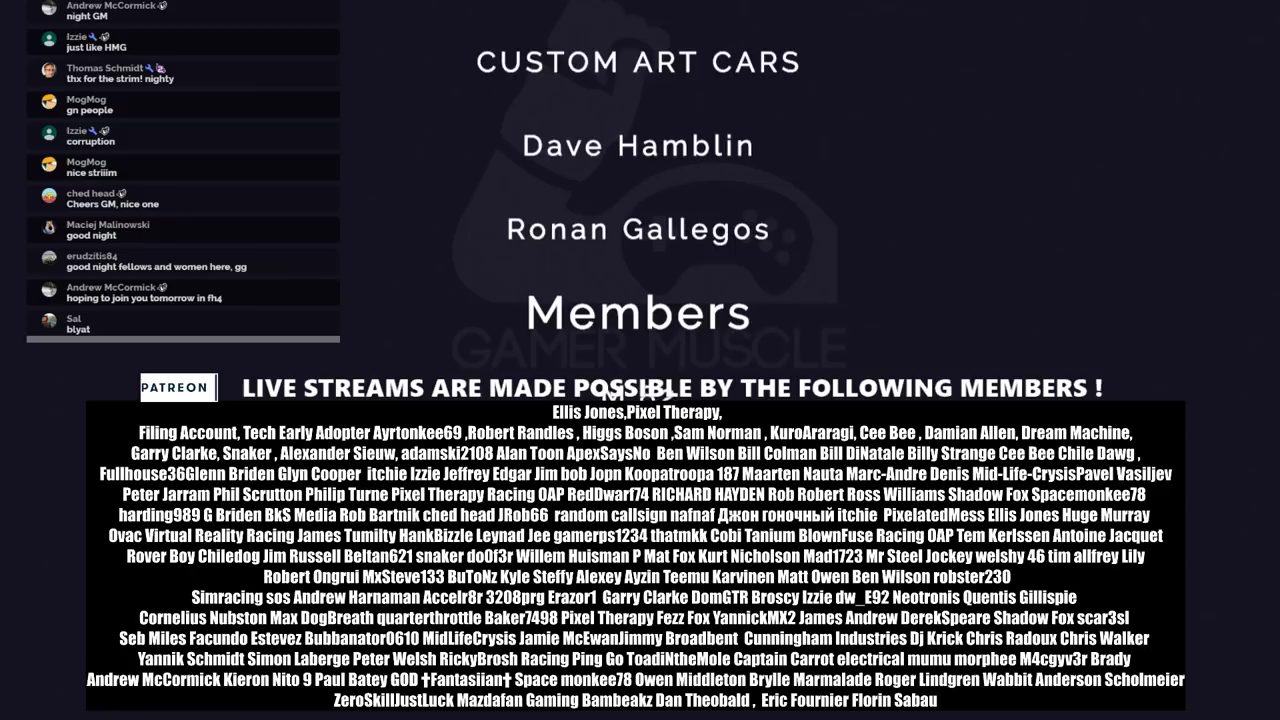 Andrew McCormick
night GM
Izzie
just like HMG
Thomas Schmidt
thx for the strim! nighty
MogMog
gn people
Izzie
corruption
MogMog
nice striiim
ched head
Cheers GM, nice one
Maciej Malinowski
good night
erudzitis84
good night fellows and women here, gg
Andrew McCormick
hoping to join you tomorrow in fh4
Sal
blyat
CUSTOM ART CARS
Dave Hamblin
Ronan Gallegos
Members
GAMER MUSCLE
PATREON
LIVE STREAMS ARE MADE POSSIBLE BY THE FOLLOWING MEMBERS !
Ellis Jones,Pixel Therapy,
Filing Account, Tech Early Adopter Ayrtonkee69 ,Robert Randles , Higgs Boson ,Sam Norman , KuroAraragi, Cee Bee , Damian Allen, Dream Machine,
Garry Clarke, Snaker , Alexander Sieuw, adamski2108 Alan Toon ApexSaysNo Ben Wilson Bill Colman Bill DiNatale Billy Strange Cee Bee Chile Dawg ,
Fullhouse36Glenn Briden Glyn Cooper itchie Izzie Jeffrey Edgar Jim bob Jopn Koopatroopa 187 Maarten Nauta Marc-Andre Denis Mid-Life-CrysisPavel Vasiljev
Peter Jarram Phil Scrutton Philip Turne Pixel Therapy Racing OAP RedDwarf74 RICHARD HAYDEN Rob Robert Ross Williams Shadow Fox Spacemonkee78
harding989 G Briden BkS Media Rob Bartnik ched head JRob66 random callsign nafnaf Джон гоночный itchie PixelatedMess Ellis Jones Huge Murray
Ovac Virtual Reality Racing James Tumilty HankBizzle Leynad Jee gamerps1234 thatmkk Cobi Tanium BlownFuse Racing OAP Tem Kerlssen Antoine Jacquet
Rover Boy Chiledog Jim Russell Beltan621 snaker do0f3r Willem Huisman P Mat Fox Kurt Nicholson Mad1723 Mr Steel Jockey welshy 46 tim allfrey Lily
Robert Ongrui MxSteve133 BuToNz Kyle Steffy Alexey Ayzin Teemu Karvinen Matt Owen Ben Wilson robster230
Simracing sos Andrew Harnaman Accelr8r 3208prg Erazor1 Garry Clarke DomGTR Broscy Izzie dw_E92 Neotronis Quentis Gillispie
Cornelius Nubston Max DogBreath quarterthrottle Baker7498 Pixel Therapy Fezz Fox YannickMX2 James Andrew DerekSpeare Shadow Fox scar3sl
Seb Miles Facundo Estevez Bubbanator0610 MidLifeCrysis Jamie McEwanJimmy Broadbent Cunningham Industries Dj Krick Chris Radoux Chris Walker
Yannik Schmidt Simon Laberge Peter Welsh RickyBrosh Racing Ping Go ToadiNtheMole Captain Carrot electrical mumu morphee M4cgyv3r Brady
Andrew McCormick Kieron Nito 9 Paul Batey GOD †Fantasiian† Space monkee78 Owen Middleton Brylle Marmalade Roger Lindgren Wabbit Anderson Scholmeier
ZeroSkillJustLuck Mazdafan Gaming Bambeakz Dan Theobald , Eric Fournier Florin Sabau